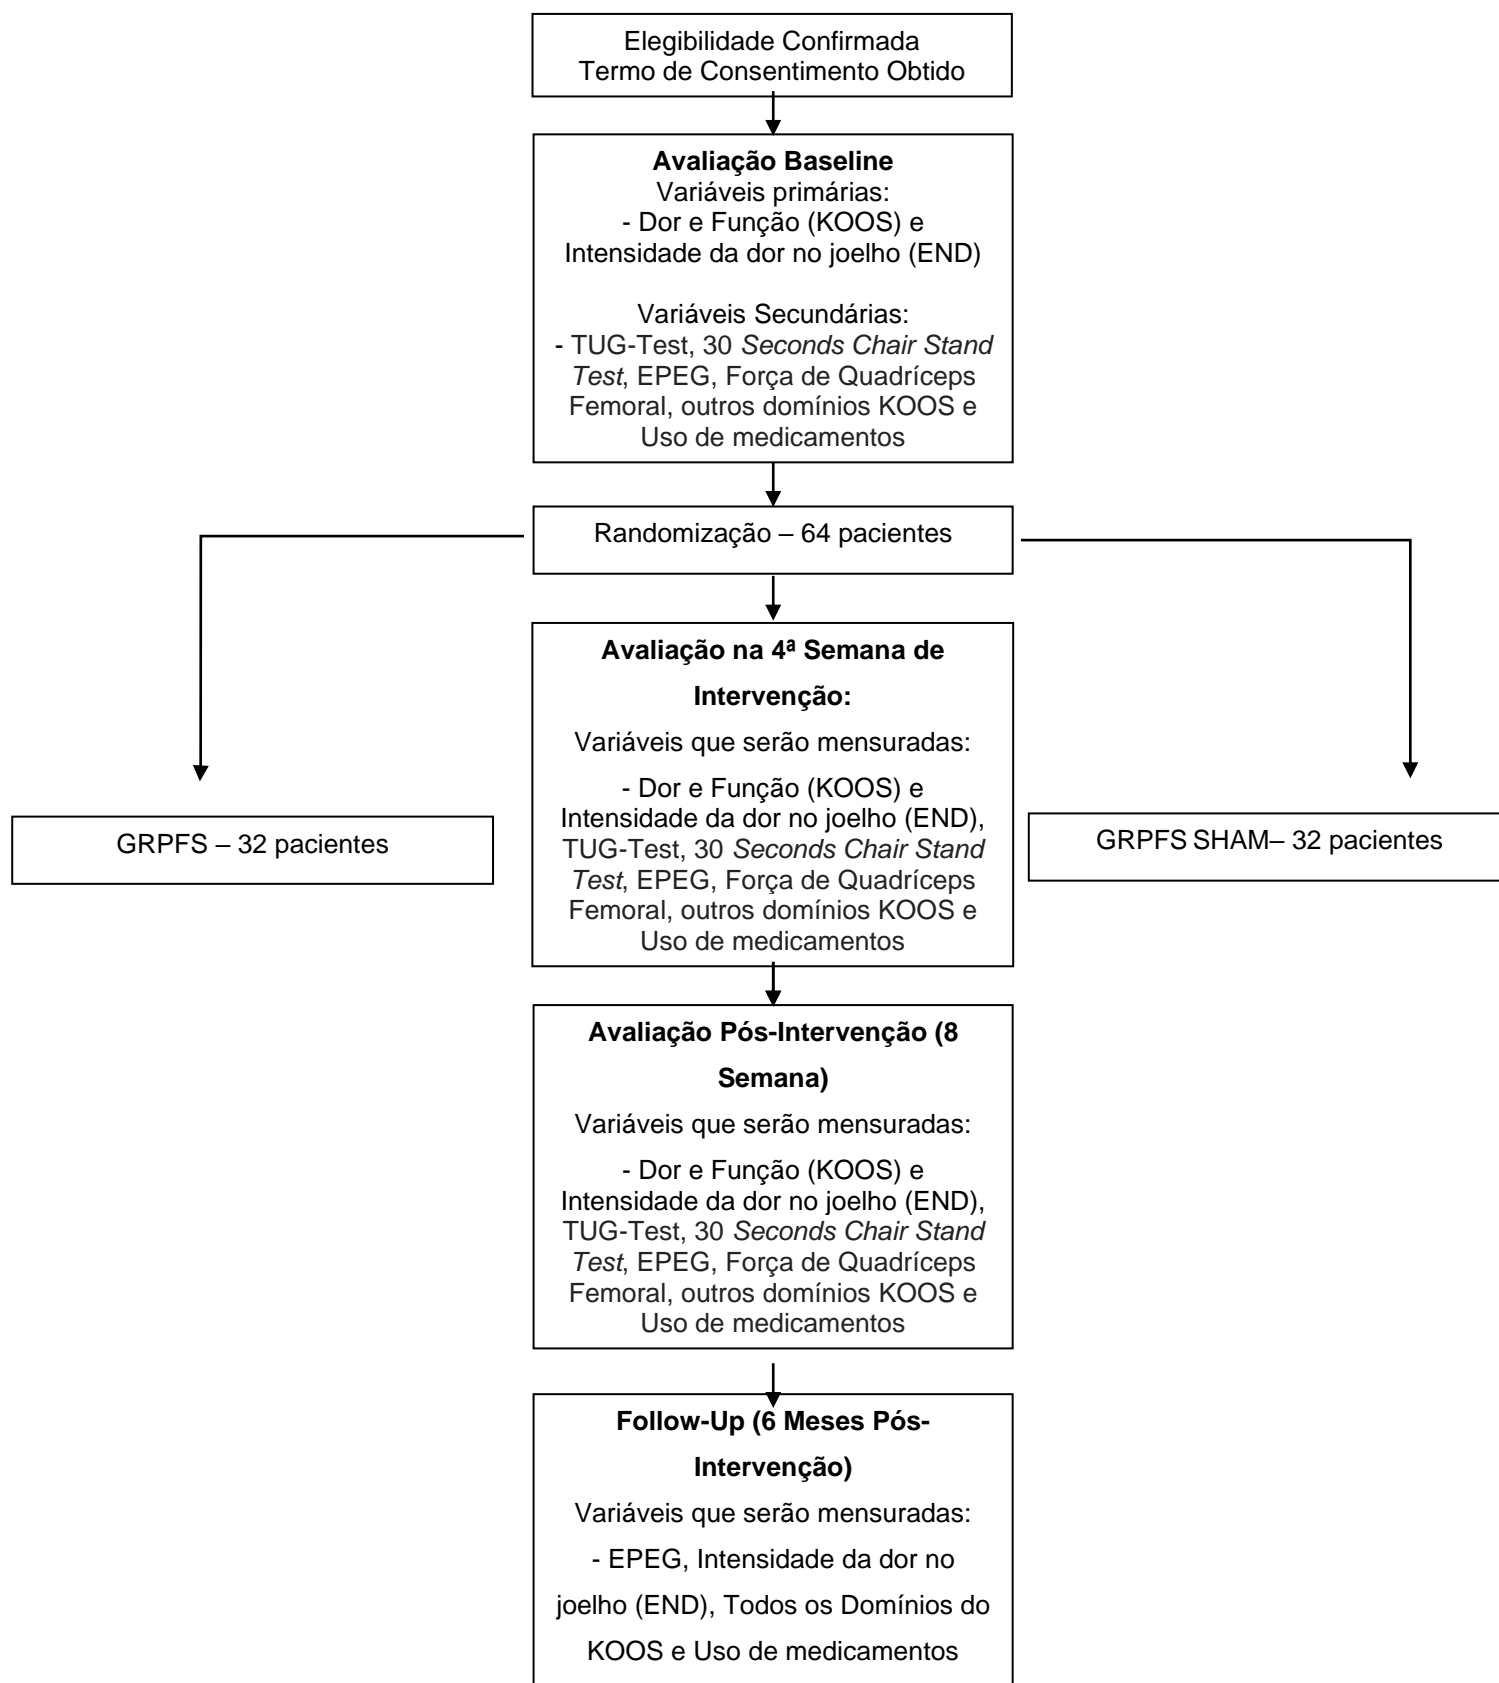 Elegibilidade Confirmada
Termo de Consentimento Obtido
Avaliação Baseline
Variáveis primárias:
- Dor e Função (KOOS) e
Intensidade da dor no joelho (END)
Variáveis Secundárias:
- TUG-Test, 30 Seconds Chair Stand
Test, EPEG, Força de Quadríceps
Femoral, outros domínios KOOS e
Uso de medicamentos
Randomização – 64 pacientes
Avaliação na 4ª Semana de
Intervenção:
Variáveis que serão mensuradas:
- Dor e Função (KOOS) e
Intensidade da dor no joelho (END),
TUG-Test, 30 Seconds Chair Stand
Test, EPEG, Força de Quadríceps
Femoral, outros domínios KOOS e
Uso de medicamentos
GRPFS – 32 pacientes
GRPFS SHAM– 32 pacientes
Avaliação Pós-Intervenção (8
Semana)
Variáveis que serão mensuradas:
- Dor e Função (KOOS) e
Intensidade da dor no joelho (END),
TUG-Test, 30 Seconds Chair Stand
Test, EPEG, Força de Quadríceps
Femoral, outros domínios KOOS e
Uso de medicamentos
Follow-Up (6 Meses Pós-
Intervenção)
Variáveis que serão mensuradas:
- EPEG, Intensidade da dor no
joelho (END), Todos os Domínios do
KOOS e Uso de medicamentos